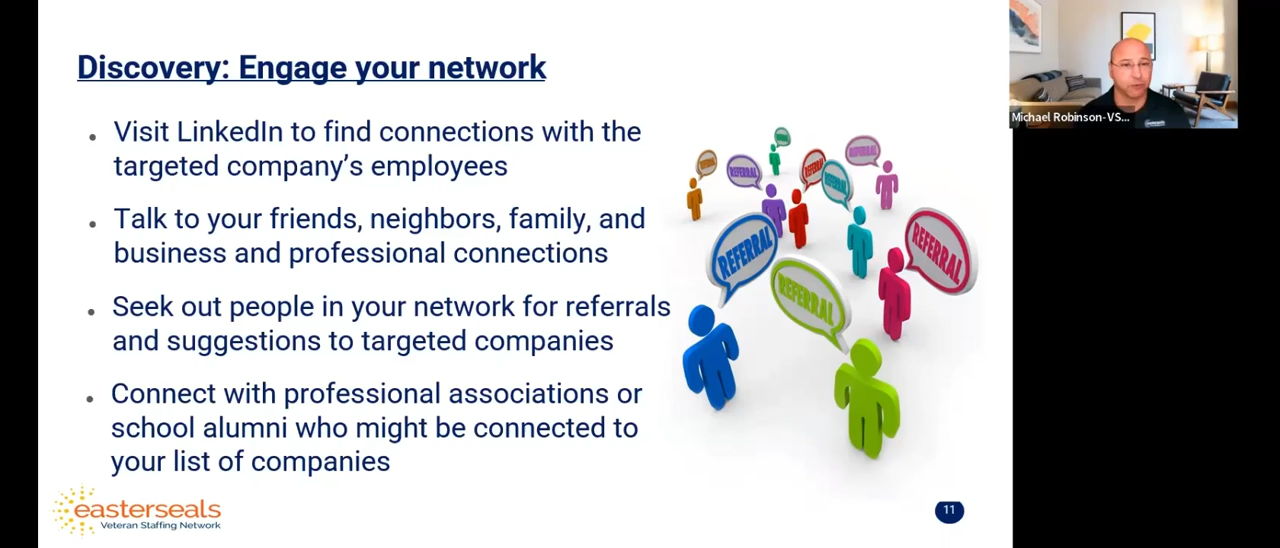 Discovery: Engage your network
Visit LinkedIn to find connections with the
targeted company's employees
Talk to your friends, neighbors, family, and
business and professional connections
Seek out people in your network for referrals
and suggestions to targeted companies
Connect with professional associations or
school alumni who might be connected to
your list of companies
REFERRAL
REFERRAL
REFERRAL
REFERRAL
REFERRAL
REFERRAL
REFERRAL
easterseals
Veteran Staffing Network
11
Michael Robinson-VS...